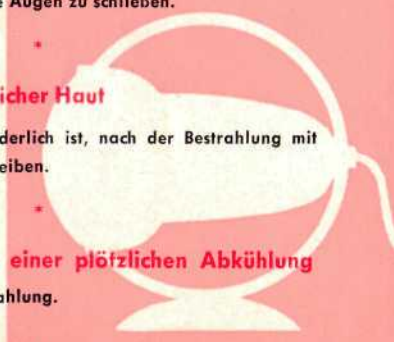 Augen zu schließen.
*
icher Haut
derlich ist, nach der Bestrahlung mit
eiben.
*
einer plötzlichen Abkühlung
ahlung.